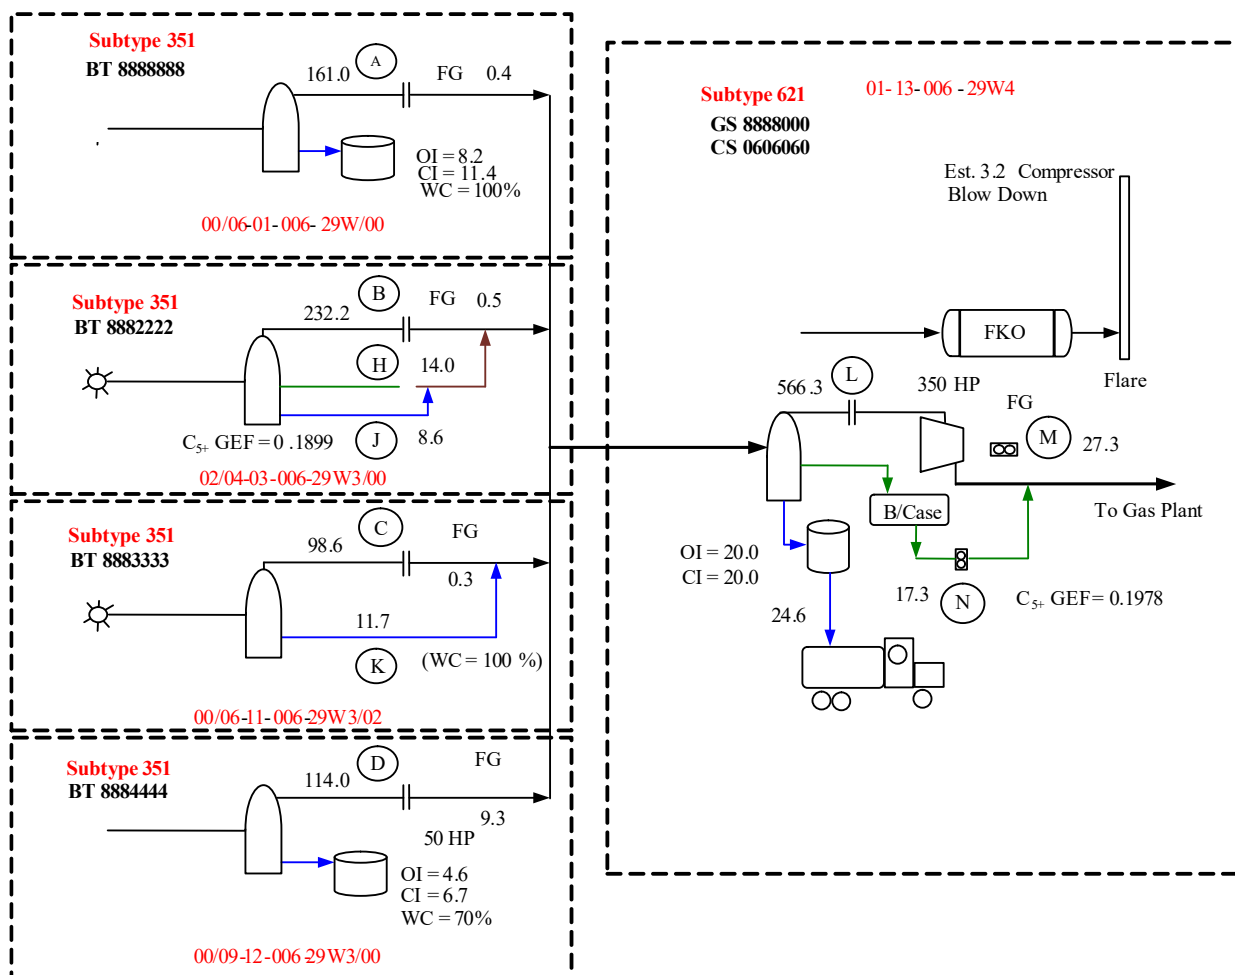 Subtype 351
BT 8888888
161.0
A
FG 0.4
OI = 8.2
CI = 11.4
WC = 100%
00/06-01-006-29W/00
Subtype 351
BT 8882222
232.2
B
FG 0.5
H
14.0
C5+ GEF = 0.1899
J
8.6
02/04-03-006-29W3/00
Subtype 351
BT 8883333
98.6
C
FG
0.3
11.7
K
(WC = 100 %)
00/06-11-006-29W3/02
Subtype 351
BT 8884444
114.0
D
FG
9.3
50 HP
OI = 4.6
CI = 6.7
WC = 70%
00/09-12-006-29W3/00
Subtype 621
01-13-006-29W4
GS 8888000
CS 0606060
Est. 3.2 Compressor
Blow Down
FKO
Flare
566.3
L
350 HP
FG
M
27.3
B/Case
To Gas Plant
OI = 20.0
CI = 20.0
17.3
N
C5+ GEF = 0.1978
24.6